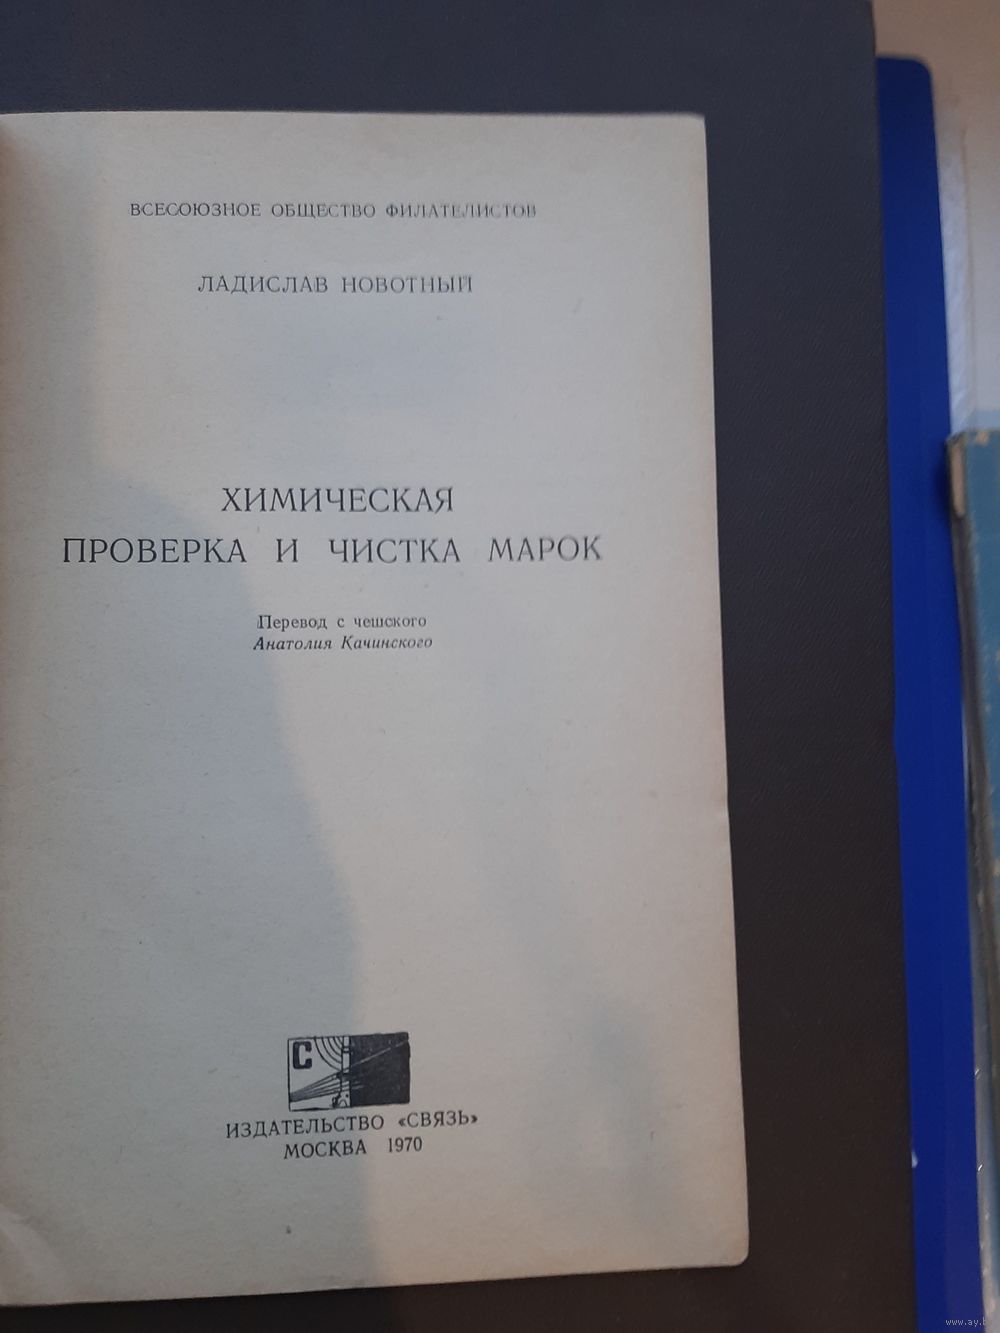 ВСЕСОЮЗНОЕ ОБЩЕСТВО ФИЛАТЕЛИСТОВ
ЛАДИСЛАВ НОВОТНЫЙ
ХИМИЧЕСКАЯ
ПРОВЕРКА И ЧИСТКА МАРОК
Перевод с чешского
Анатолия Качинского
С
ИЗДАТЕЛЬСТВО «СВЯЗЬ»
МОСКВА 1970